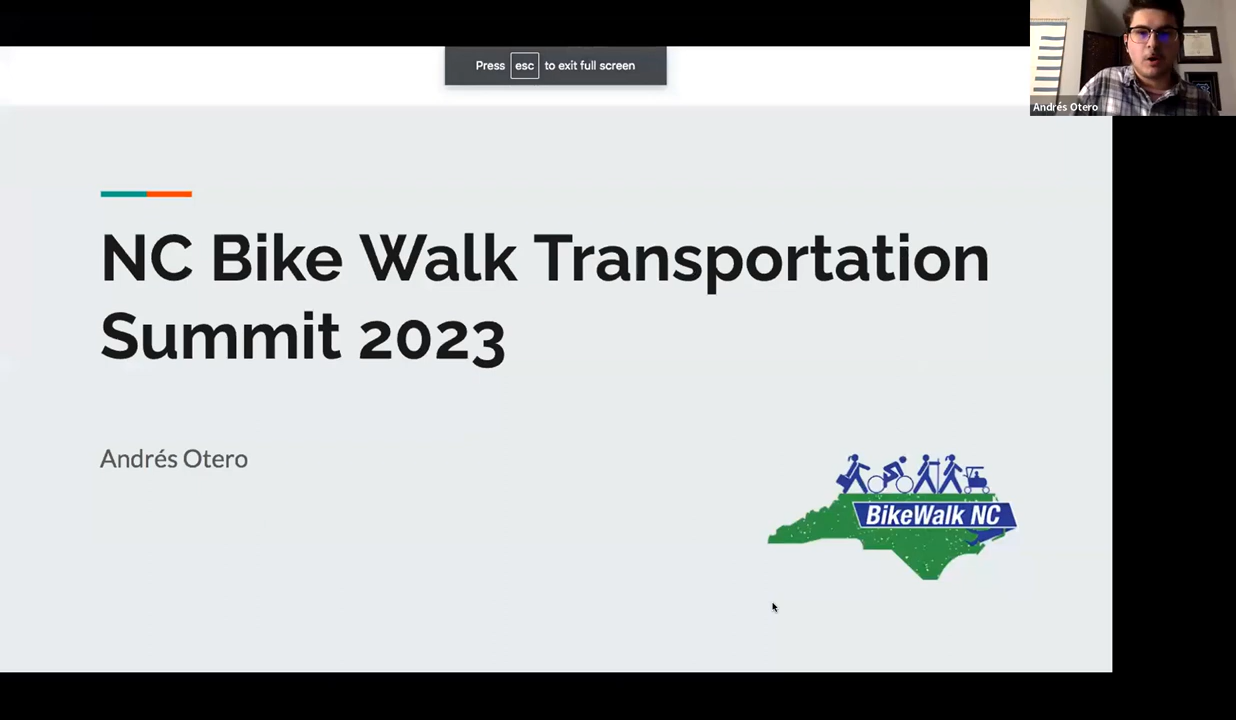 Press esc to exit full screen
Andrés Otero
NC Bike Walk Transportation
Summit 2023
Andrés Otero
BikeWalk NC